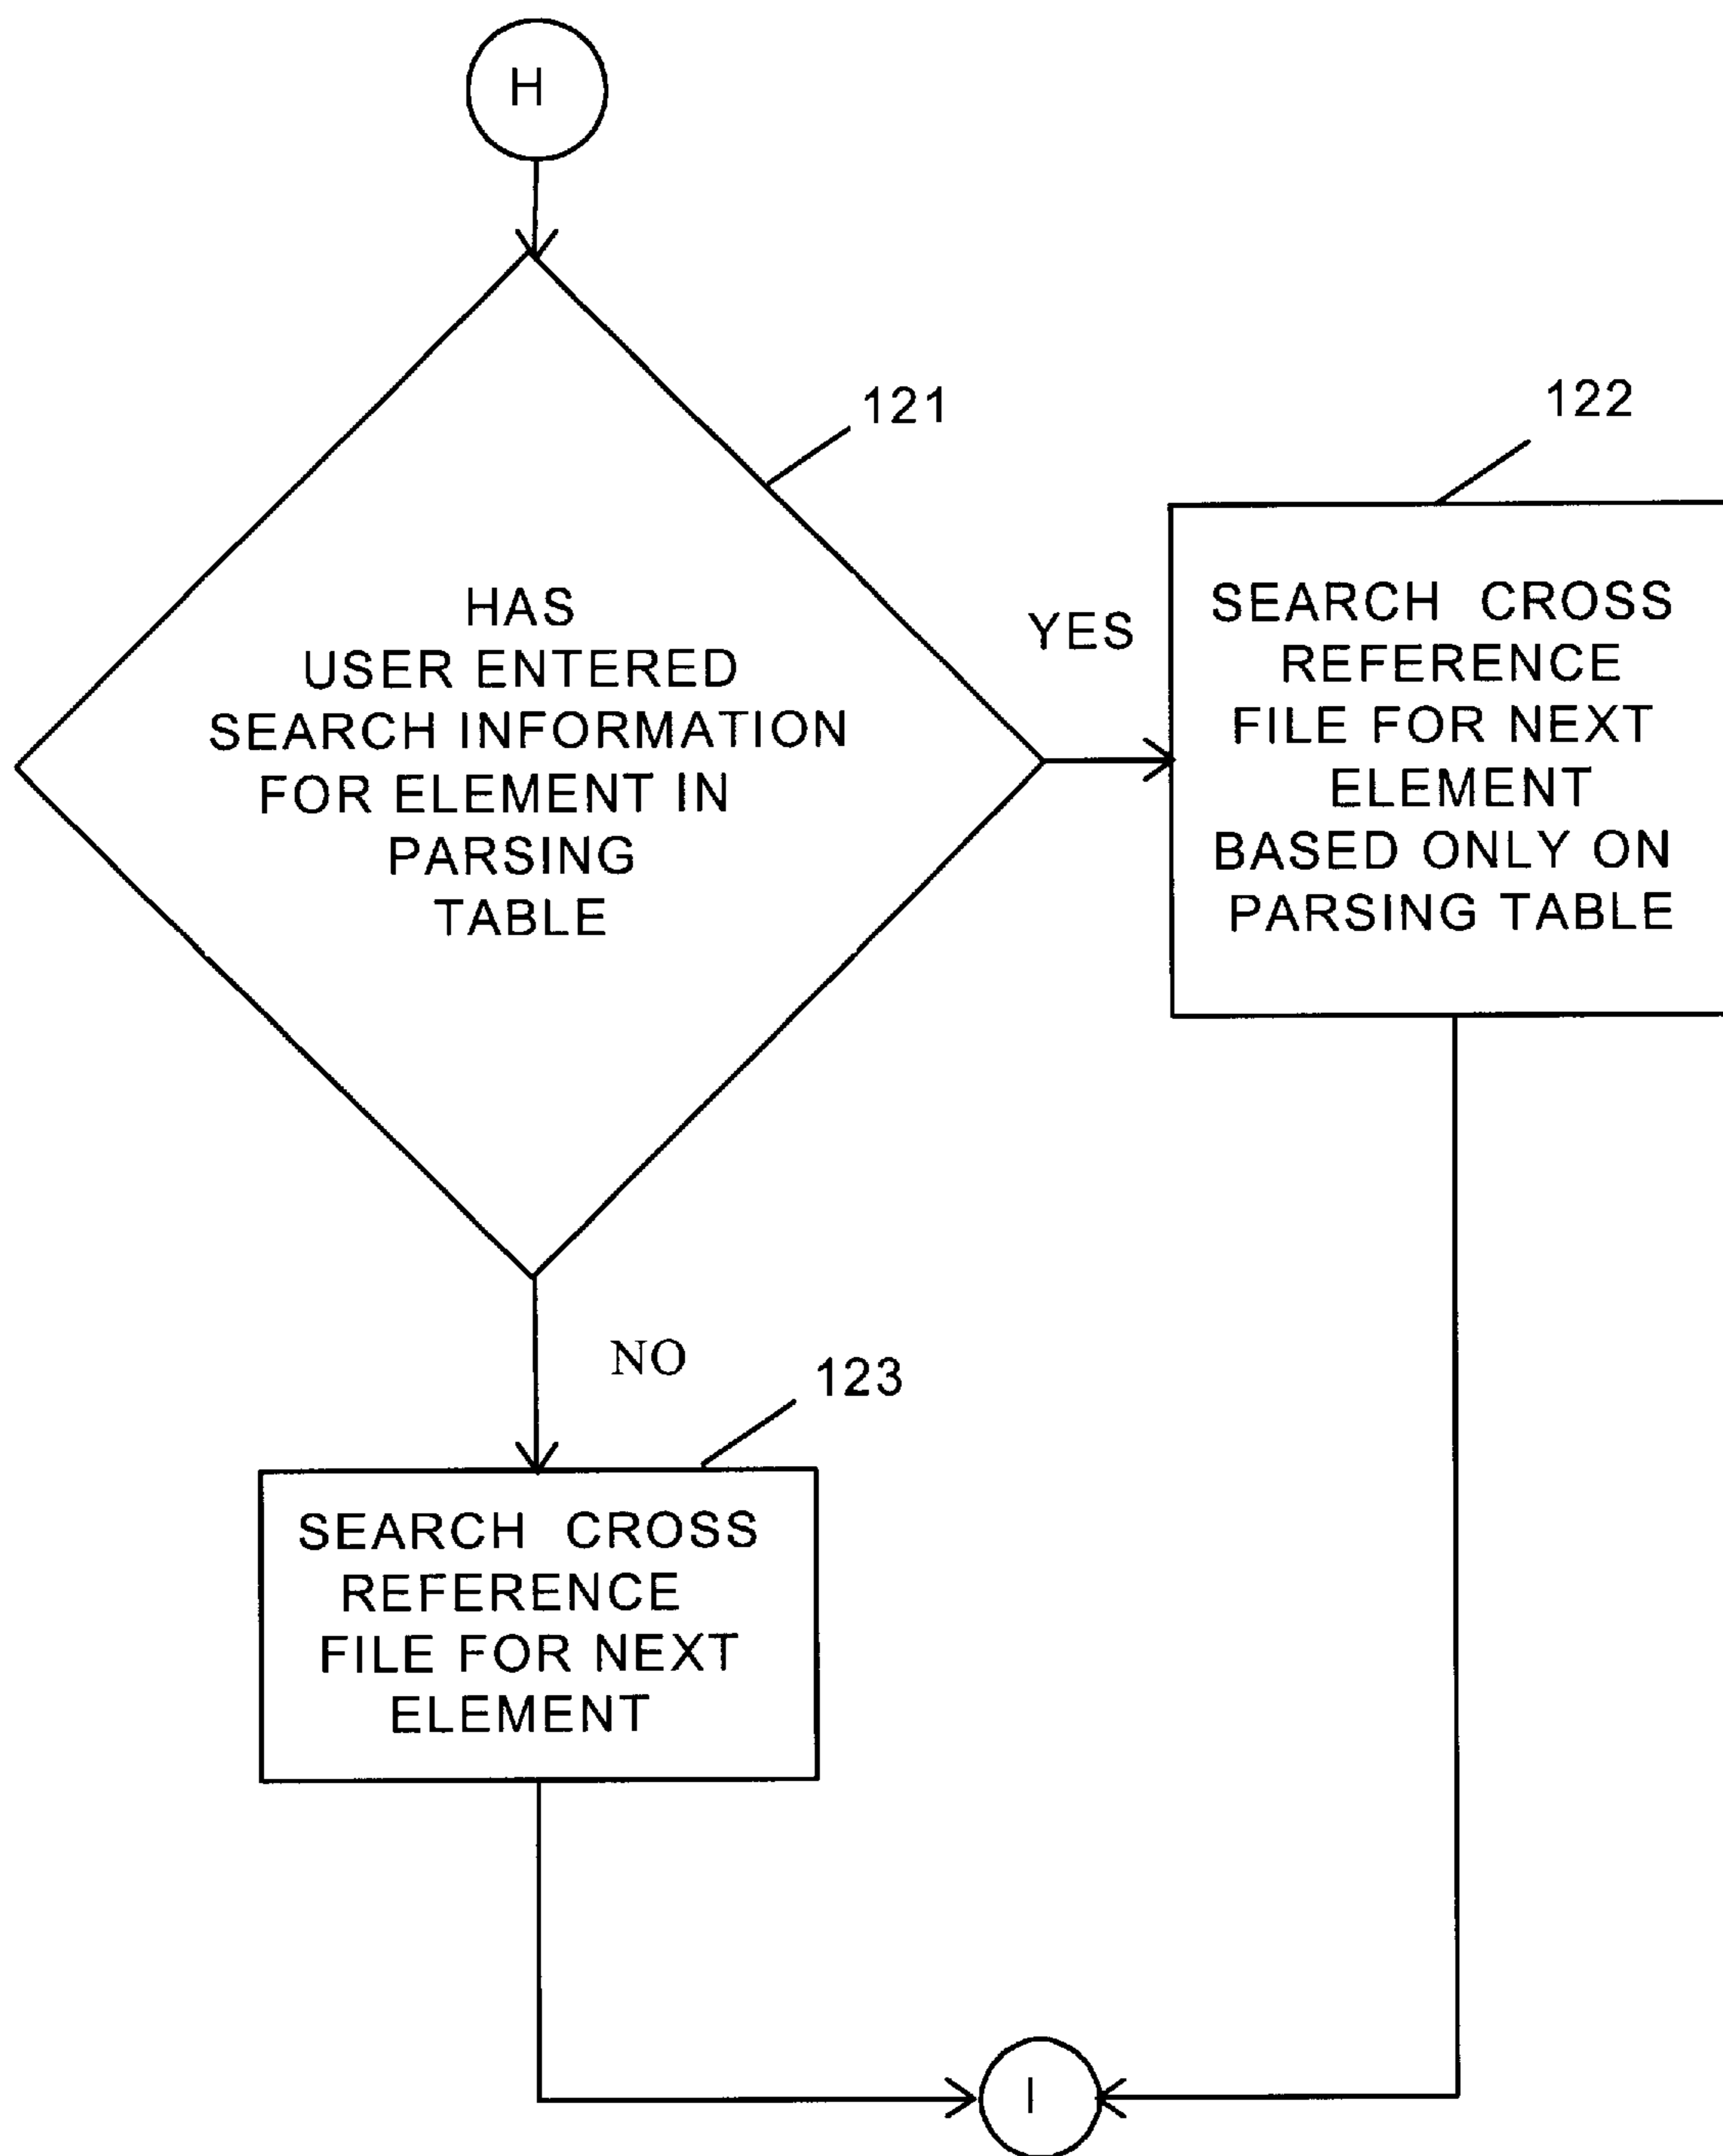 H
121
HAS
USER ENTERED
SEARCH INFORMATION
FOR ELEMENT IN
PARSING
TABLE
YES
122
SEARCH CROSS
REFERENCE
FILE FOR NEXT
ELEMENT
BASED ONLY ON
PARSING TABLE
NO
123
SEARCH CROSS
REFERENCE
FILE FOR NEXT
ELEMENT
I